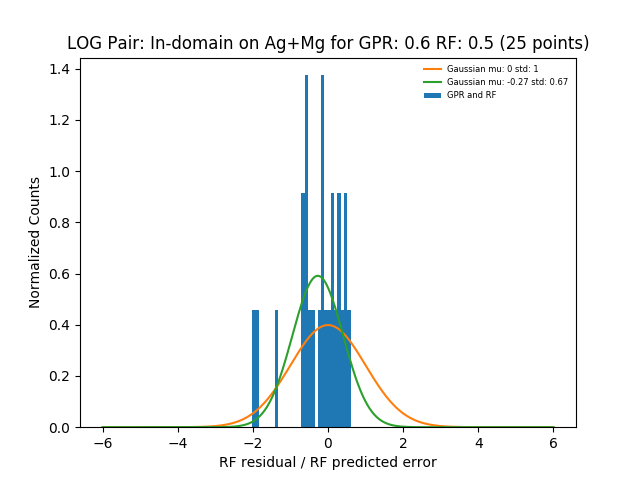 LOG Pair: In-domain on Ag+Mg for GPR: 0.6 RF: 0.5 (25 points)
Gaussian mu: 0 std: 1
Gaussian mu: -0.27 std: 0.67
GPR and RF
Normalized Counts
1.4
1.2
1.0
0.8
0.6
0.4
0.2
0.0
−6 −4 −2 0 2 4 6
RF residual / RF predicted error